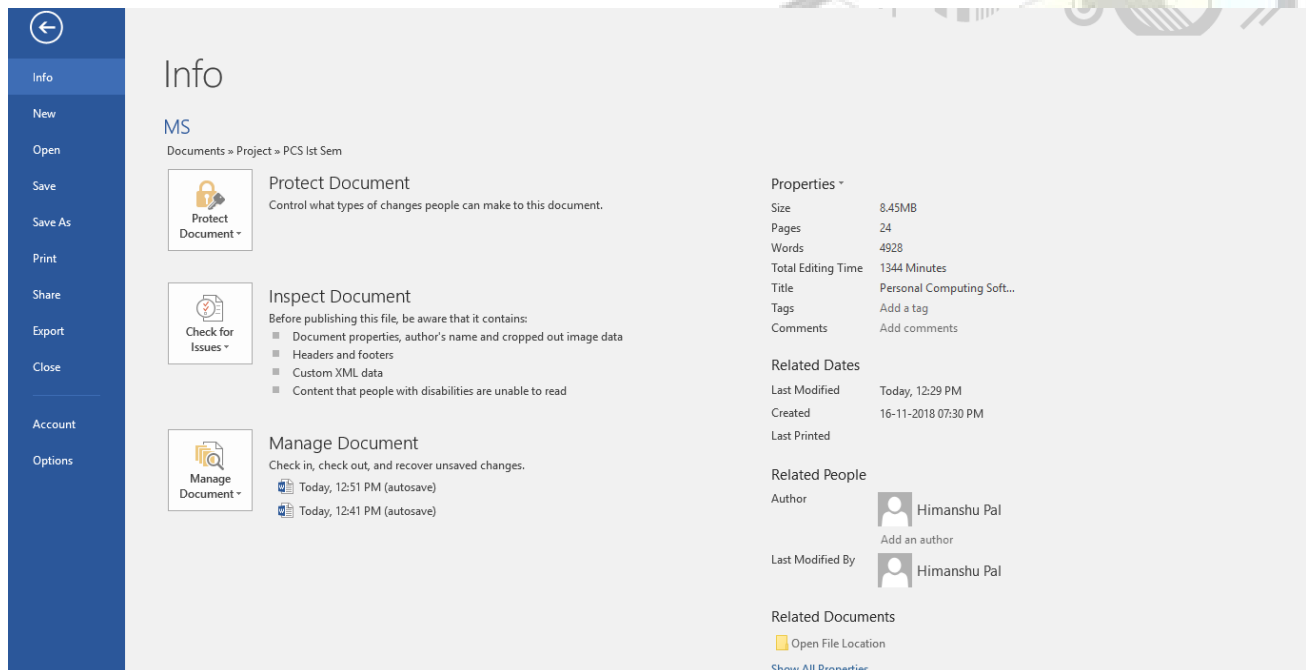 Info
New
Open
Save
Save As
Print
Share
Export
Close
Account
Options
Info
MS
Documents » Project » PCS Ist Sem
Protect
Document
Protect Document
Control what types of changes people can make to this document.
Check for
Issues
Inspect Document
Before publishing this file, be aware that it contains:
Document properties, author's name and cropped out image data
Headers and footers
Custom XML data
Content that people with disabilities are unable to read
Manage
Document
Manage Document
Check in, check out, and recover unsaved changes.
Today, 12:51 PM (autosave)
Today, 12:41 PM (autosave)
Properties
Size 8.45MB
Pages 24
Words 4928
Total Editing Time 1344 Minutes
Title Personal Computing Soft...
Tags Add a tag
Comments Add comments
Related Dates
Last Modified Today, 12:29 PM
Created 16-11-2018 07:30 PM
Last Printed
Related People
Author Himanshu Pal
Add an author
Last Modified By Himanshu Pal
Related Documents
Open File Location
Show All Properties